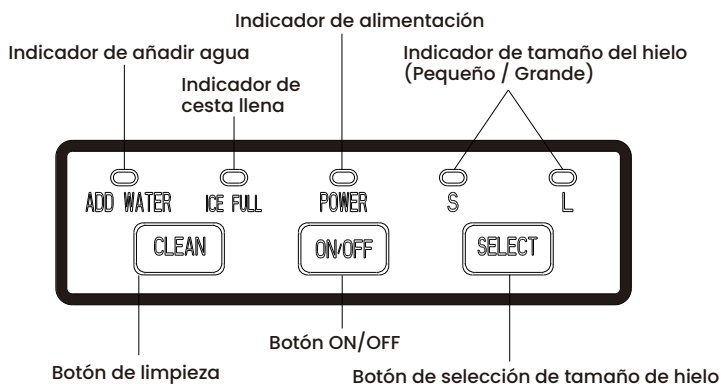 Indicador de alimentación
Indicador de añadir agua
Indicador de tamaño del hielo
(Pequeño / Grande)
Indicador de
cesta llena
ADD WATER
ICE FULL
POWER
S
L
CLEAN
ON/OFF
SELECT
Botón ON/OFF
Botón de limpieza
Botón de selección de tamaño de hielo